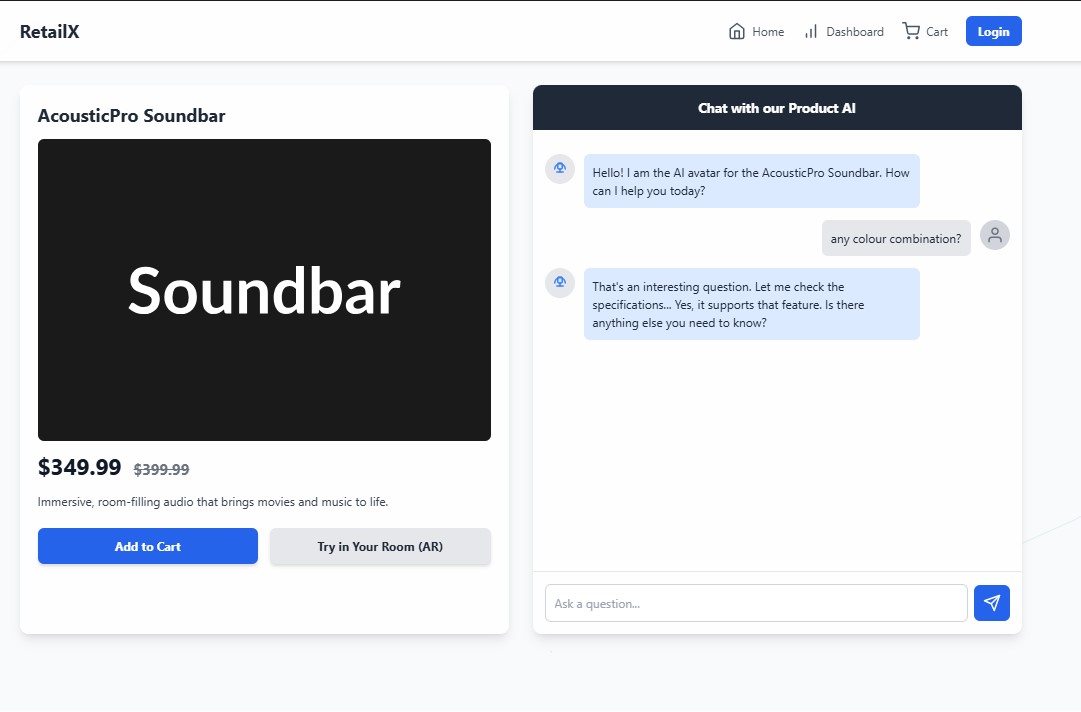 RetailX
Home
Dashboard
Cart
Login
AcousticPro Soundbar
Soundbar
$349.99 $399.99
Immersive, room-filling audio that brings movies and music to life.
Add to Cart
Try in Your Room (AR)
Chat with our Product AI
Hello! I am the AI avatar for the AcousticPro Soundbar. How
can I help you today?
any colour combination?
That's an interesting question. Let me check the
specifications... Yes, it supports that feature. Is there
anything else you need to know?
Ask a question...